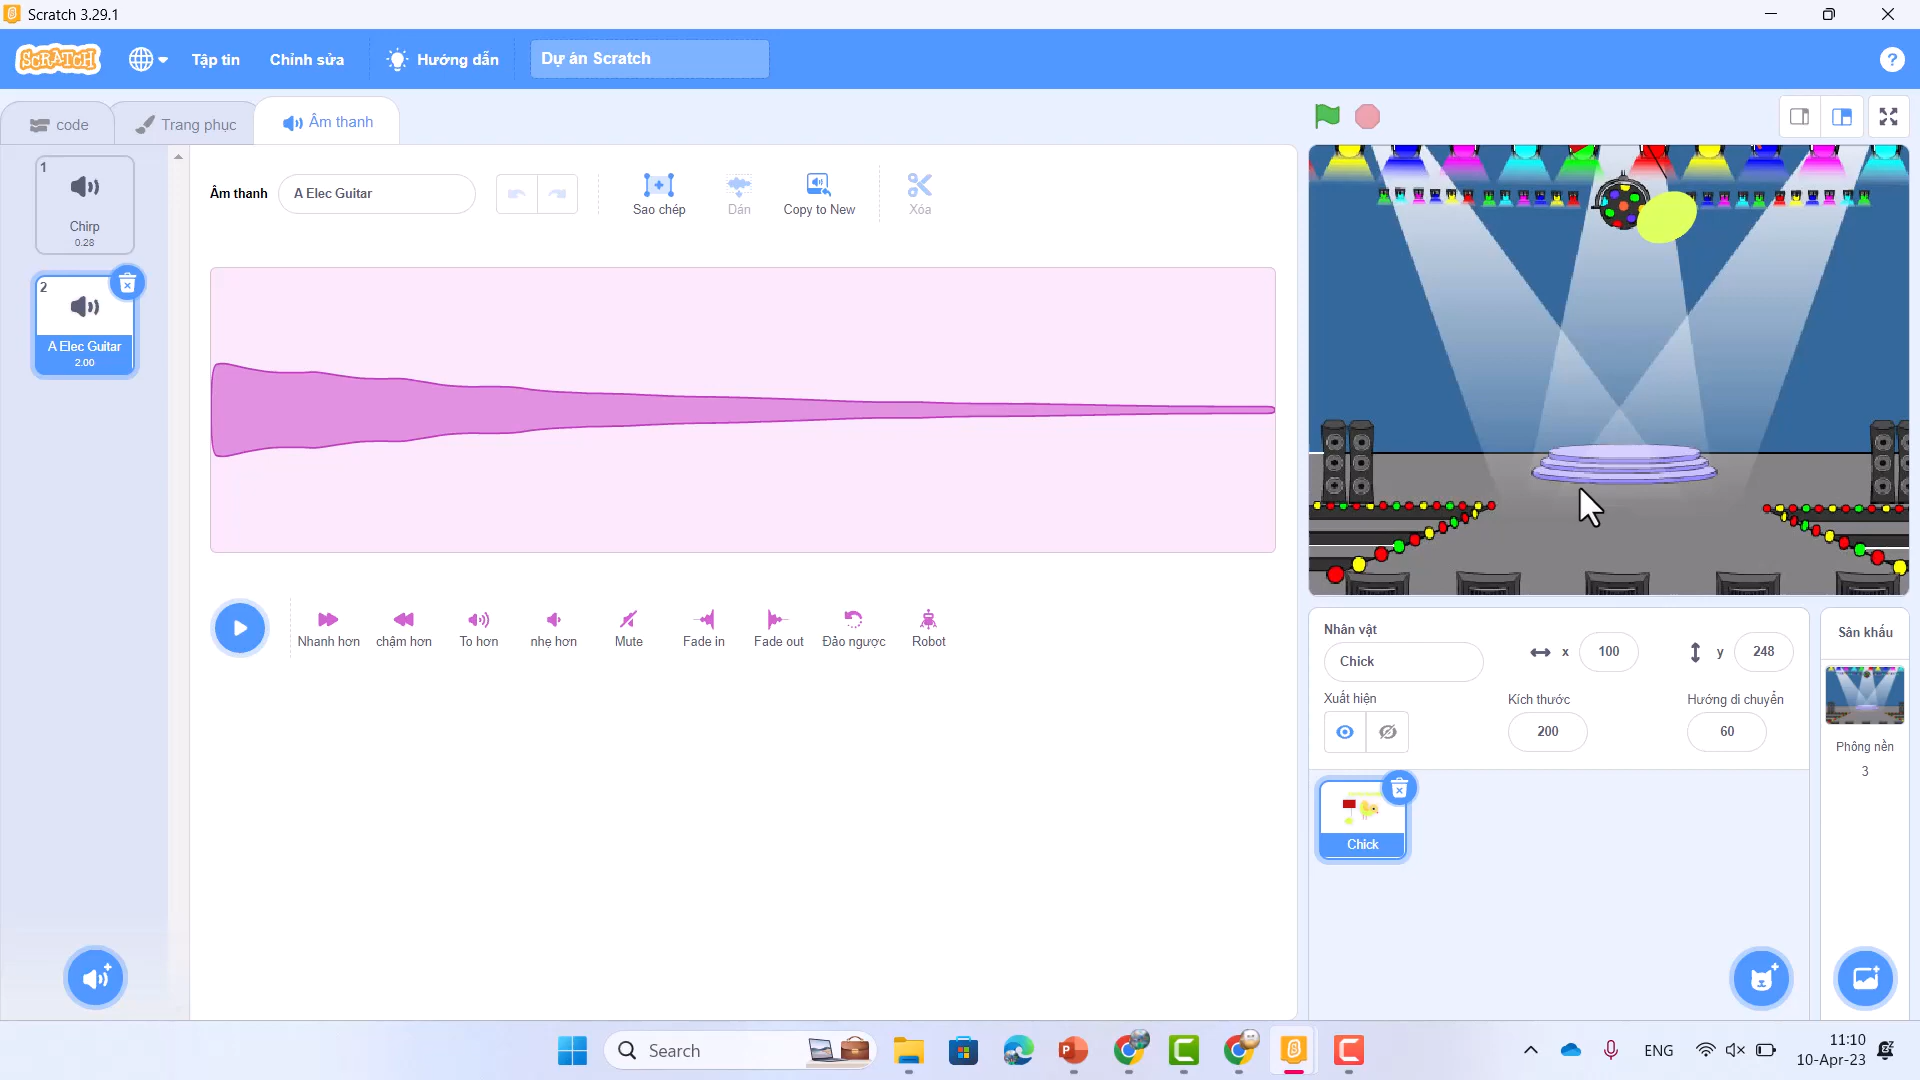 Scratch 3.29.1
SCRATCH
Tập tin
Chỉnh sửa
Hướng dẫn
Dự án Scratch
code
Trang phục
Âm thanh
1
Chirp
0.28
2
A Elec Guitar
2.00
Âm thanh
A Elec Guitar
Sao chép
Dán
Copy to New
Xóa
Nhanh hơn
chậm hơn
To hơn
nhẹ hơn
Mute
Fade in
Fade out
Đảo ngược
Robot
Nhân vật
Chick
x
100
y
248
Xuất hiện
Kích thước
200
Hướng di chuyển
60
Chick
Sân khấu
Phông nền
3
Search
ENG
11:10
10-Apr-23